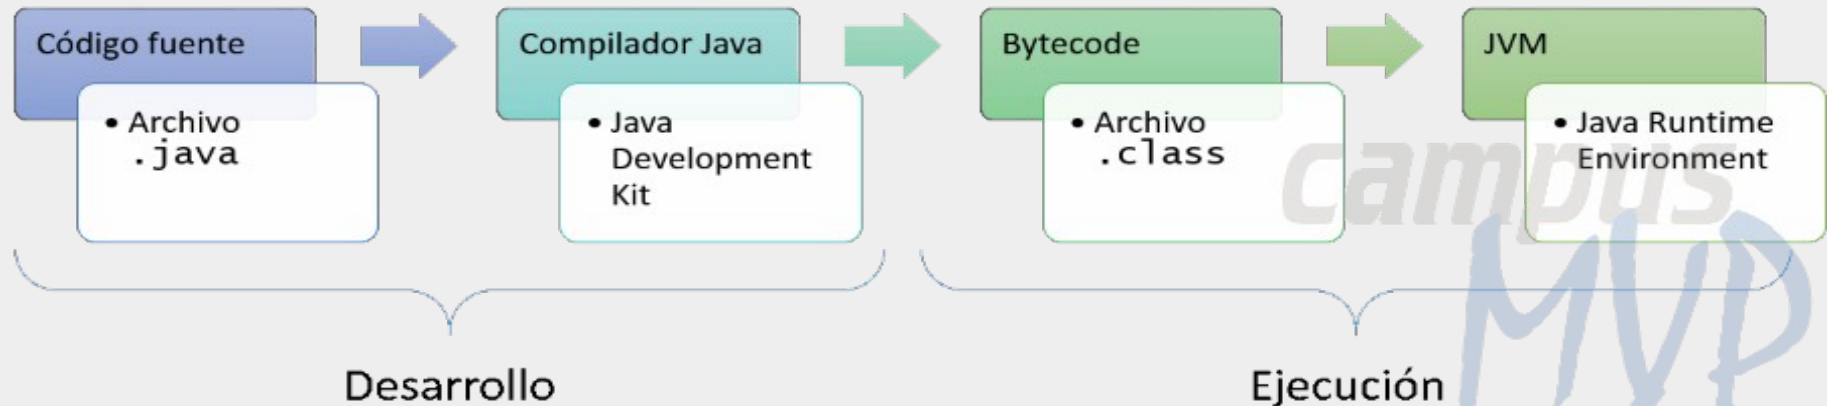 Código fuente
• Archivo
.java
Compilador Java
• Java
Development
Kit
Bytecode
• Archivo
.class
JVM
• Java Runtime
Environment
campus
MVP
Desarrollo
Ejecución